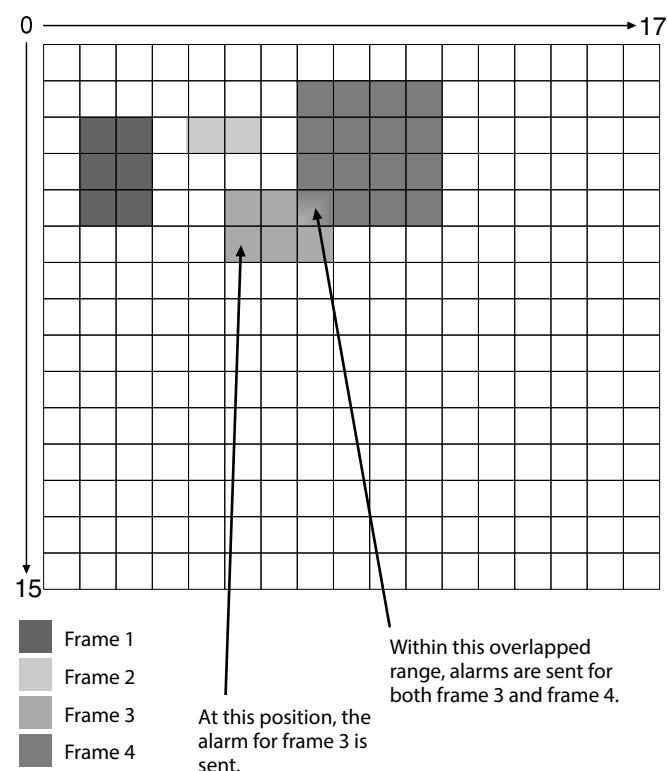 0
17
15
Frame 1
Frame 2
Frame 3
Frame 4
At this position, the
alarm for frame 3 is
sent.
Within this overlapped
range, alarms are sent for
both frame 3 and frame 4.